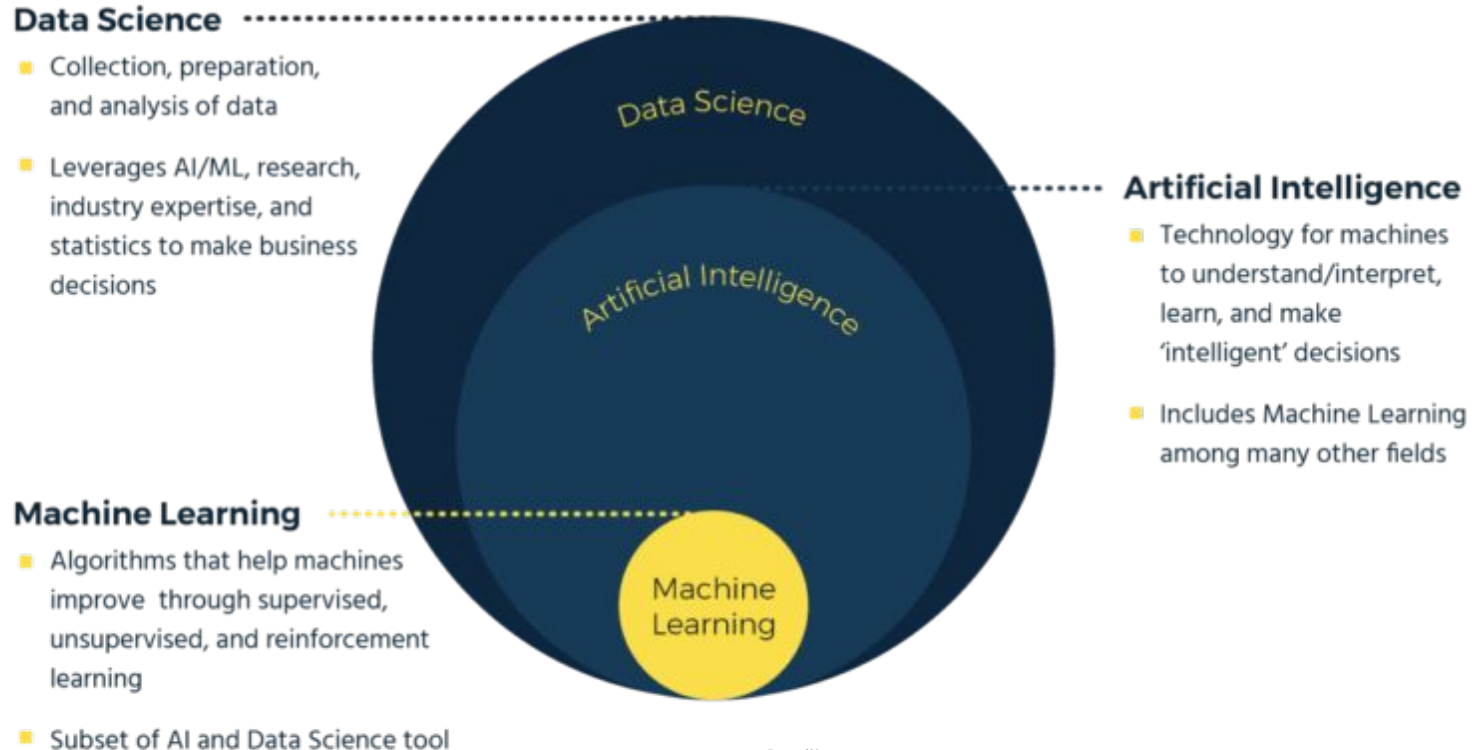 Data Science
Collection, preparation,
and analysis of data
Leverages AI/ML, research,
industry expertise, and
statistics to make business
decisions
Data Science
Artificial Intelligence
Machine
Learning
Artificial Intelligence
Technology for machines
to understand/interpret,
learn, and make
‘intelligent’ decisions
Includes Machine Learning
among many other fields
Machine Learning
Algorithms that help machines
improve through supervised,
unsupervised, and reinforcement
learning
Subset of AI and Data Science tool